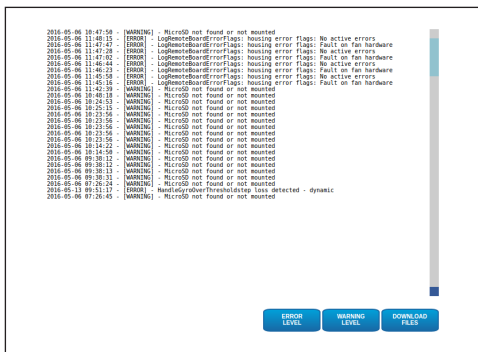 2016-05-06 10:47:50 - [WARNING] - MicroSD not found or not mounted
2016-05-06 11:48:15 - [ERROR] - LogRemoteBoardErrorFlags: housing error flags: No active errors
2016-05-06 11:47:47 - [ERROR] - LogRemoteBoardErrorFlags: housing error flags: Fault on fan hardware
2016-05-06 11:47:28 - [ERROR] - LogRemoteBoardErrorFlags: housing error flags: No active errors
2016-05-06 11:47:02 - [ERROR] - LogRemoteBoardErrorFlags: housing error flags: Fault on fan hardware
2016-05-06 11:46:44 - [ERROR] - LogRemoteBoardErrorFlags: housing error flags: No active errors
2016-05-06 11:46:23 - [ERROR] - LogRemoteBoardErrorFlags: housing error flags: Fault on fan hardware
2016-05-06 11:45:58 - [ERROR] - LogRemoteBoardErrorFlags: housing error flags: No active errors
2016-05-06 11:45:16 - [ERROR] - LogRemoteBoardErrorFlags: housing error flags: Fault on fan hardware
2016-05-06 11:42:39 - [WARNING] - MicroSD not found or not mounted
2016-05-06 10:48:18 - [WARNING] - MicroSD not found or not mounted
2016-05-06 10:24:53 - [WARNING] - MicroSD not found or not mounted
2016-05-06 10:25:15 - [WARNING] - MicroSD not found or not mounted
2016-05-06 10:23:56 - [WARNING] - MicroSD not found or not mounted
2016-05-06 10:23:56 - [WARNING] - MicroSD not found or not mounted
2016-05-06 10:23:56 - [WARNING] - MicroSD not found or not mounted
2016-05-06 10:23:56 - [WARNING] - MicroSD not found or not mounted
2016-05-06 10:23:56 - [WARNING] - MicroSD not found or not mounted
2016-05-06 10:14:22 - [WARNING] - MicroSD not found or not mounted
2016-05-06 10:14:50 - [WARNING] - MicroSD not found or not mounted
2016-05-06 09:38:12 - [WARNING] - MicroSD not found or not mounted
2016-05-06 09:38:12 - [WARNING] - MicroSD not found or not mounted
2016-05-06 09:38:13 - [WARNING] - MicroSD not found or not mounted
2016-05-06 09:38:31 - [WARNING] - MicroSD not found or not mounted
2016-05-06 07:26:24 - [WARNING] - MicroSD not found or not mounted
2016-05-13 09:51:17 - [ERROR] - HandleGyroOverThresholdstep loss detected - dynamic
2016-05-06 07:26:45 - [WARNING] - MicroSD not found or not mounted
ERROR LEVEL
WARNING LEVEL
DOWNLOAD FILES